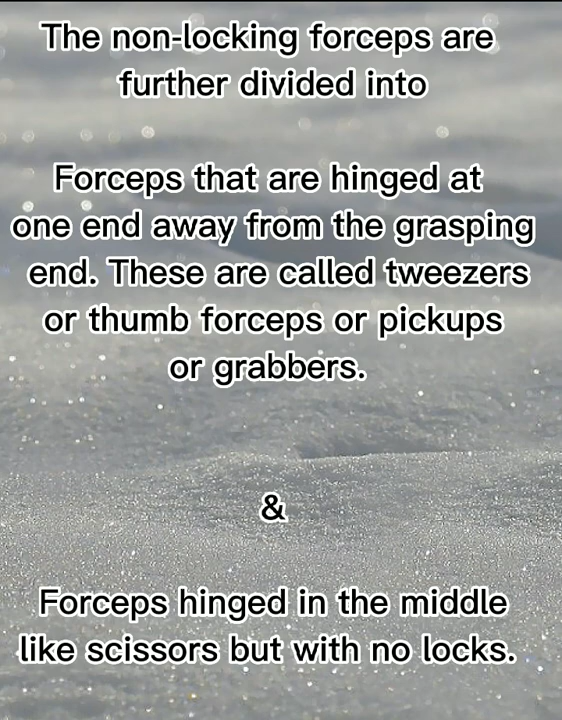 The non-locking forceps are
further divided into
Forceps that are hinged at
one end away from the grasping
end. These are called tweezers
or thumb forceps or pickups
or grabbers.
&
Forceps hinged in the middle
like scissors but with no locks.